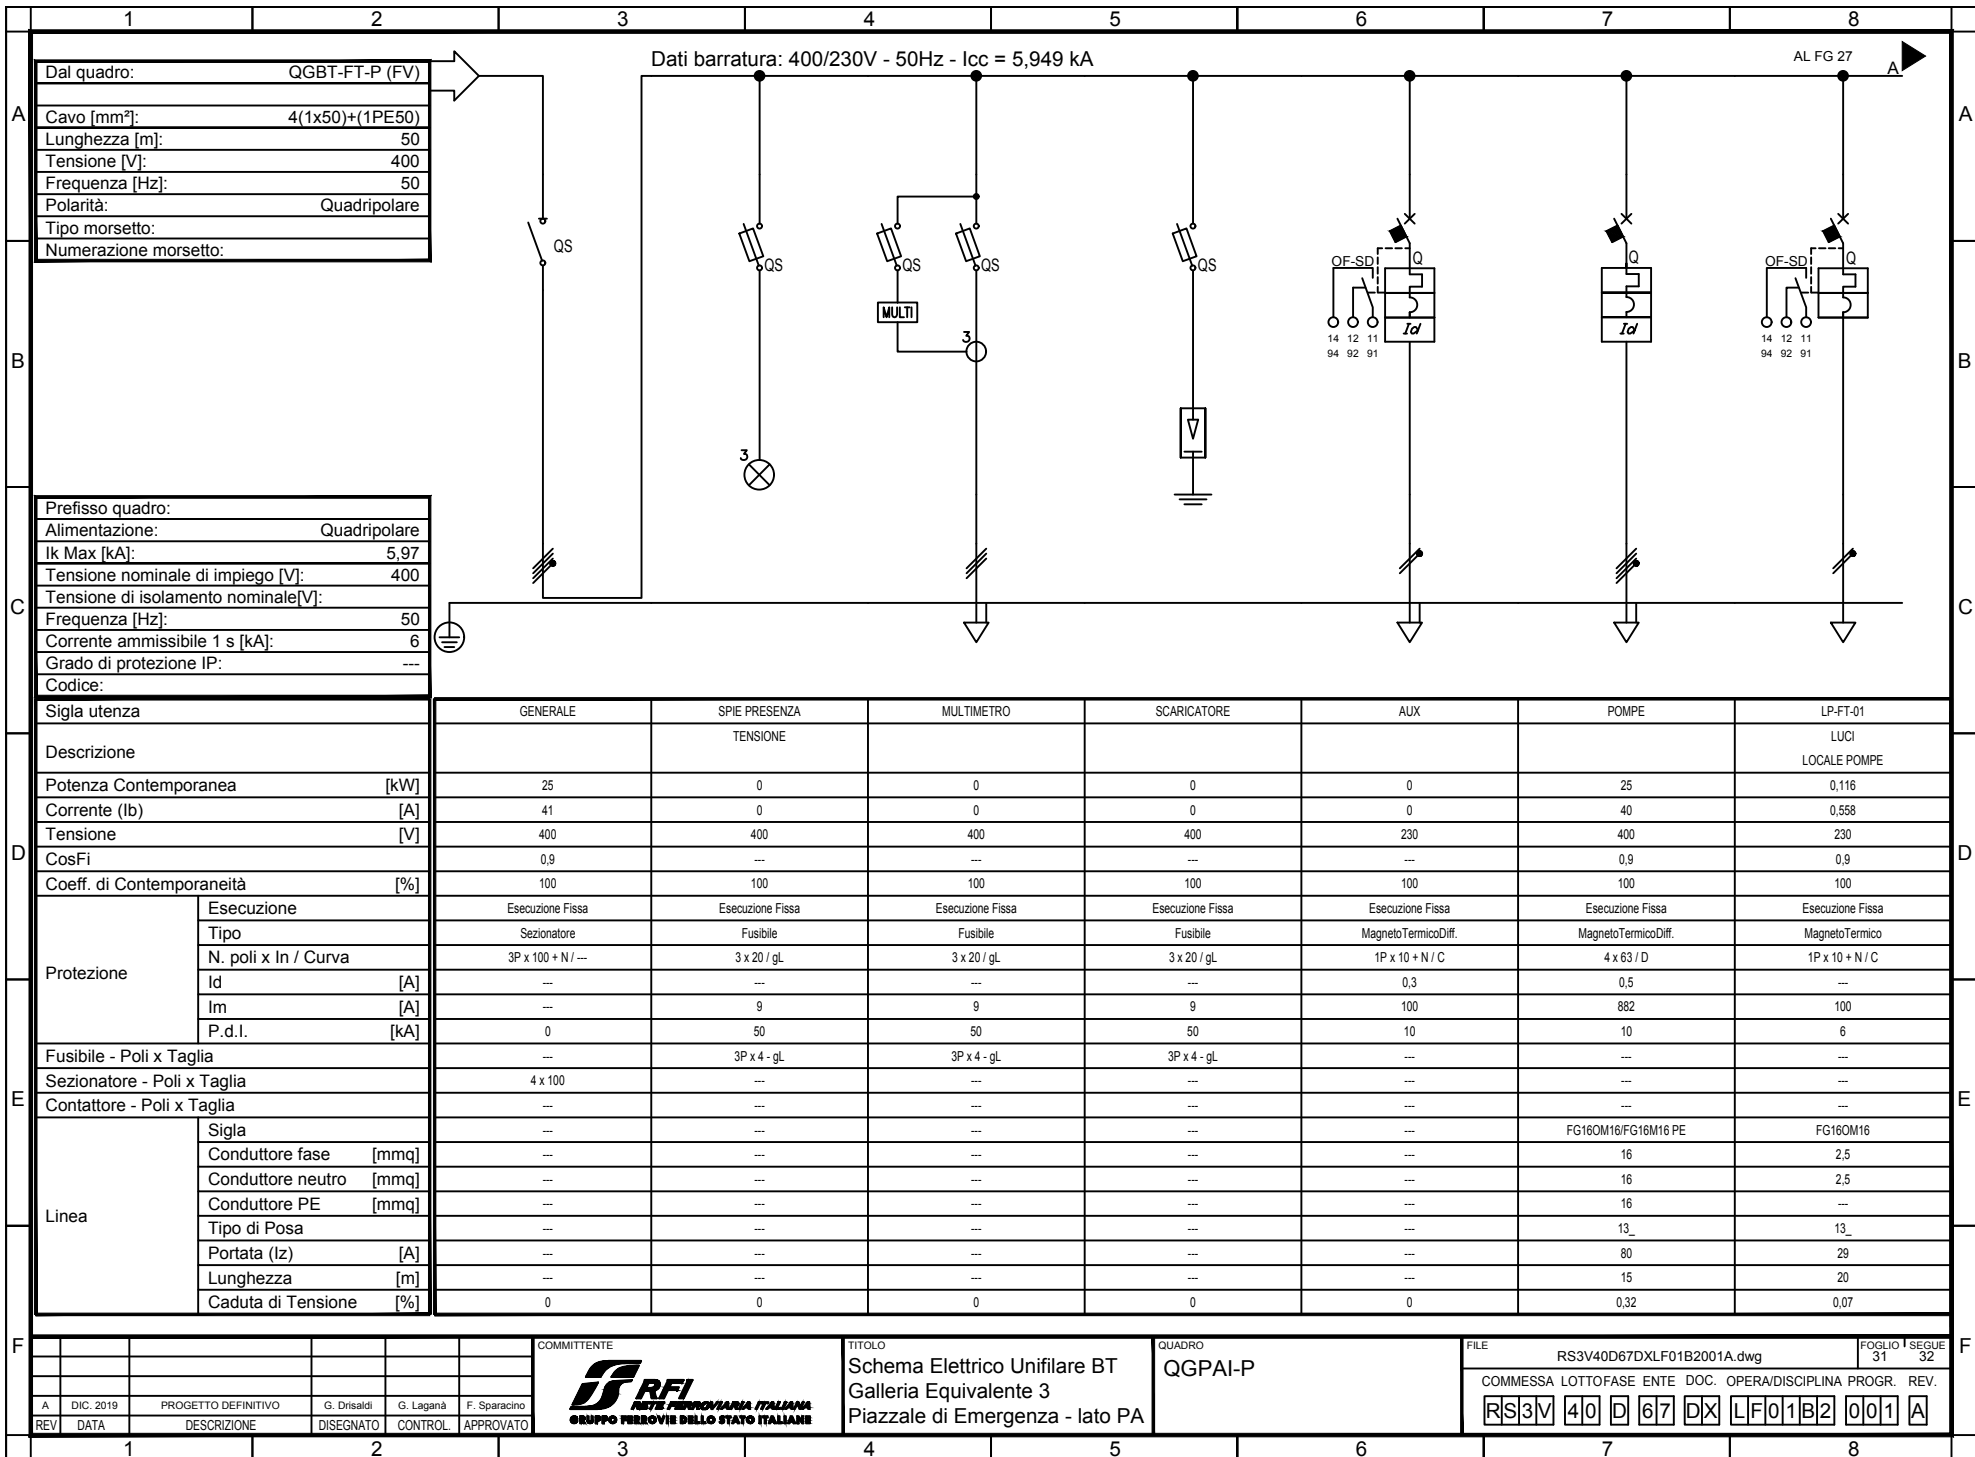 1 2 3 4 5 6 7 8
Dati barratura: 400/230V - 50Hz - Icc = 5,949 kA
AL FG 27
A
A
A
Dal quadro: QGBT-FT-P (FV)
Cavo [mm²]: 4(1x50)+(1PE50)
Lunghezza [m]: 50
Tensione [V]: 400
Frequenza [Hz]: 50
Polarità: Quadripolare
Tipo morsetto:
Numerazione morsetto:
QS
QS
QS
QS
QS
OF-SD Q
Q
OF-SD Q
MULTI
Id
Id
14 12 11
94 92 91
14 12 11
94 92 91
3
B
B
3
Prefisso quadro:
Alimentazione: Quadripolare
Ik Max [kA]: 5,97
Tensione nominale di impiego [V]: 400
Tensione di isolamento nominale[V]:
Frequenza [Hz]: 50
Corrente ammissibile 1 s [kA]: 6
Grado di protezione IP: ---
Codice:
C
C
Sigla utenza GENERALE SPIE PRESENZA MULTIMETRO SCARICATORE AUX POMPE LP-FT-01
Descrizione TENSIONE LUCI
LOCALE POMPE
Potenza Contemporanea [kW] 25 0 0 0 0 25 0,116
Corrente (Ib) [A] 41 0 0 0 0 40 0,558
Tensione [V] 400 400 400 400 230 400 230
D
D
CosFi 0,9 --- --- --- --- 0,9 0,9
Coeff. di Contemporaneità [%] 100 100 100 100 100 100 100
Protezione
Esecuzione Esecuzione Fissa Esecuzione Fissa Esecuzione Fissa Esecuzione Fissa Esecuzione Fissa Esecuzione Fissa Esecuzione Fissa
Tipo Sezionatore Fusibile Fusibile Fusibile MagnetoTermicoDiff. MagnetoTermicoDiff. MagnetoTermico
N. poli x In / Curva 3P x 100 + N / --- 3 x 20 / gL 3 x 20 / gL 3 x 20 / gL 1P x 10 + N / C 4 x 63 / D 1P x 10 + N / C
Id [A] --- --- --- --- 0,3 0,5 ---
Im [A] --- 9 9 9 100 882 100
P.d.I. [kA] 0 50 50 50 10 10 6
Fusibile - Poli x Taglia --- 3P x 4 - gL 3P x 4 - gL 3P x 4 - gL --- --- ---
Sezionatore - Poli x Taglia 4 x 100 --- --- --- --- --- ---
E
E
Contattore - Poli x Taglia --- --- --- --- --- --- ---
Linea
Sigla --- --- --- --- --- FG16OM16/FG16M16 PE FG16OM16
Conduttore fase [mmq] --- --- --- --- --- 16 2,5
Conduttore neutro [mmq] --- --- --- --- --- 16 2,5
Conduttore PE [mmq] --- --- --- --- --- 16 ---
Tipo di Posa --- --- --- --- --- 13_ 13_
Portata (Iz) [A] --- --- --- --- --- 80 29
Lunghezza [m] --- --- --- --- --- 15 20
Caduta di Tensione [%] 0 0 0 0 0 0,32 0,07
F
F
A DIC. 2019 PROGETTO DEFINITIVO G. Drisaldi G. Laganà F. Sparacino
REV DATA DESCRIZIONE DISEGNATO CONTROL. APPROVATO
COMMITTENTE
RFI
RETE FERROVIARIA ITALIANA
GRUPPO FERROVIE DELLO STATO ITALIANE
TITOLO
Schema Elettrico Unifilare BT
Galleria Equivalente 3
Piazzale di Emergenza - lato PA
QUADRO
QGPAI-P
FILE
RS3V40D67DXLF01B2001A.dwg
FOGLIO SEGUE
31 32
COMMESSA LOTTO FASE ENTE DOC. OPERA/DISCIPLINA PROGR. REV.
RS3V 40 D 67 DX LF01B2 001 A
1 2 3 4 5 6 7 8